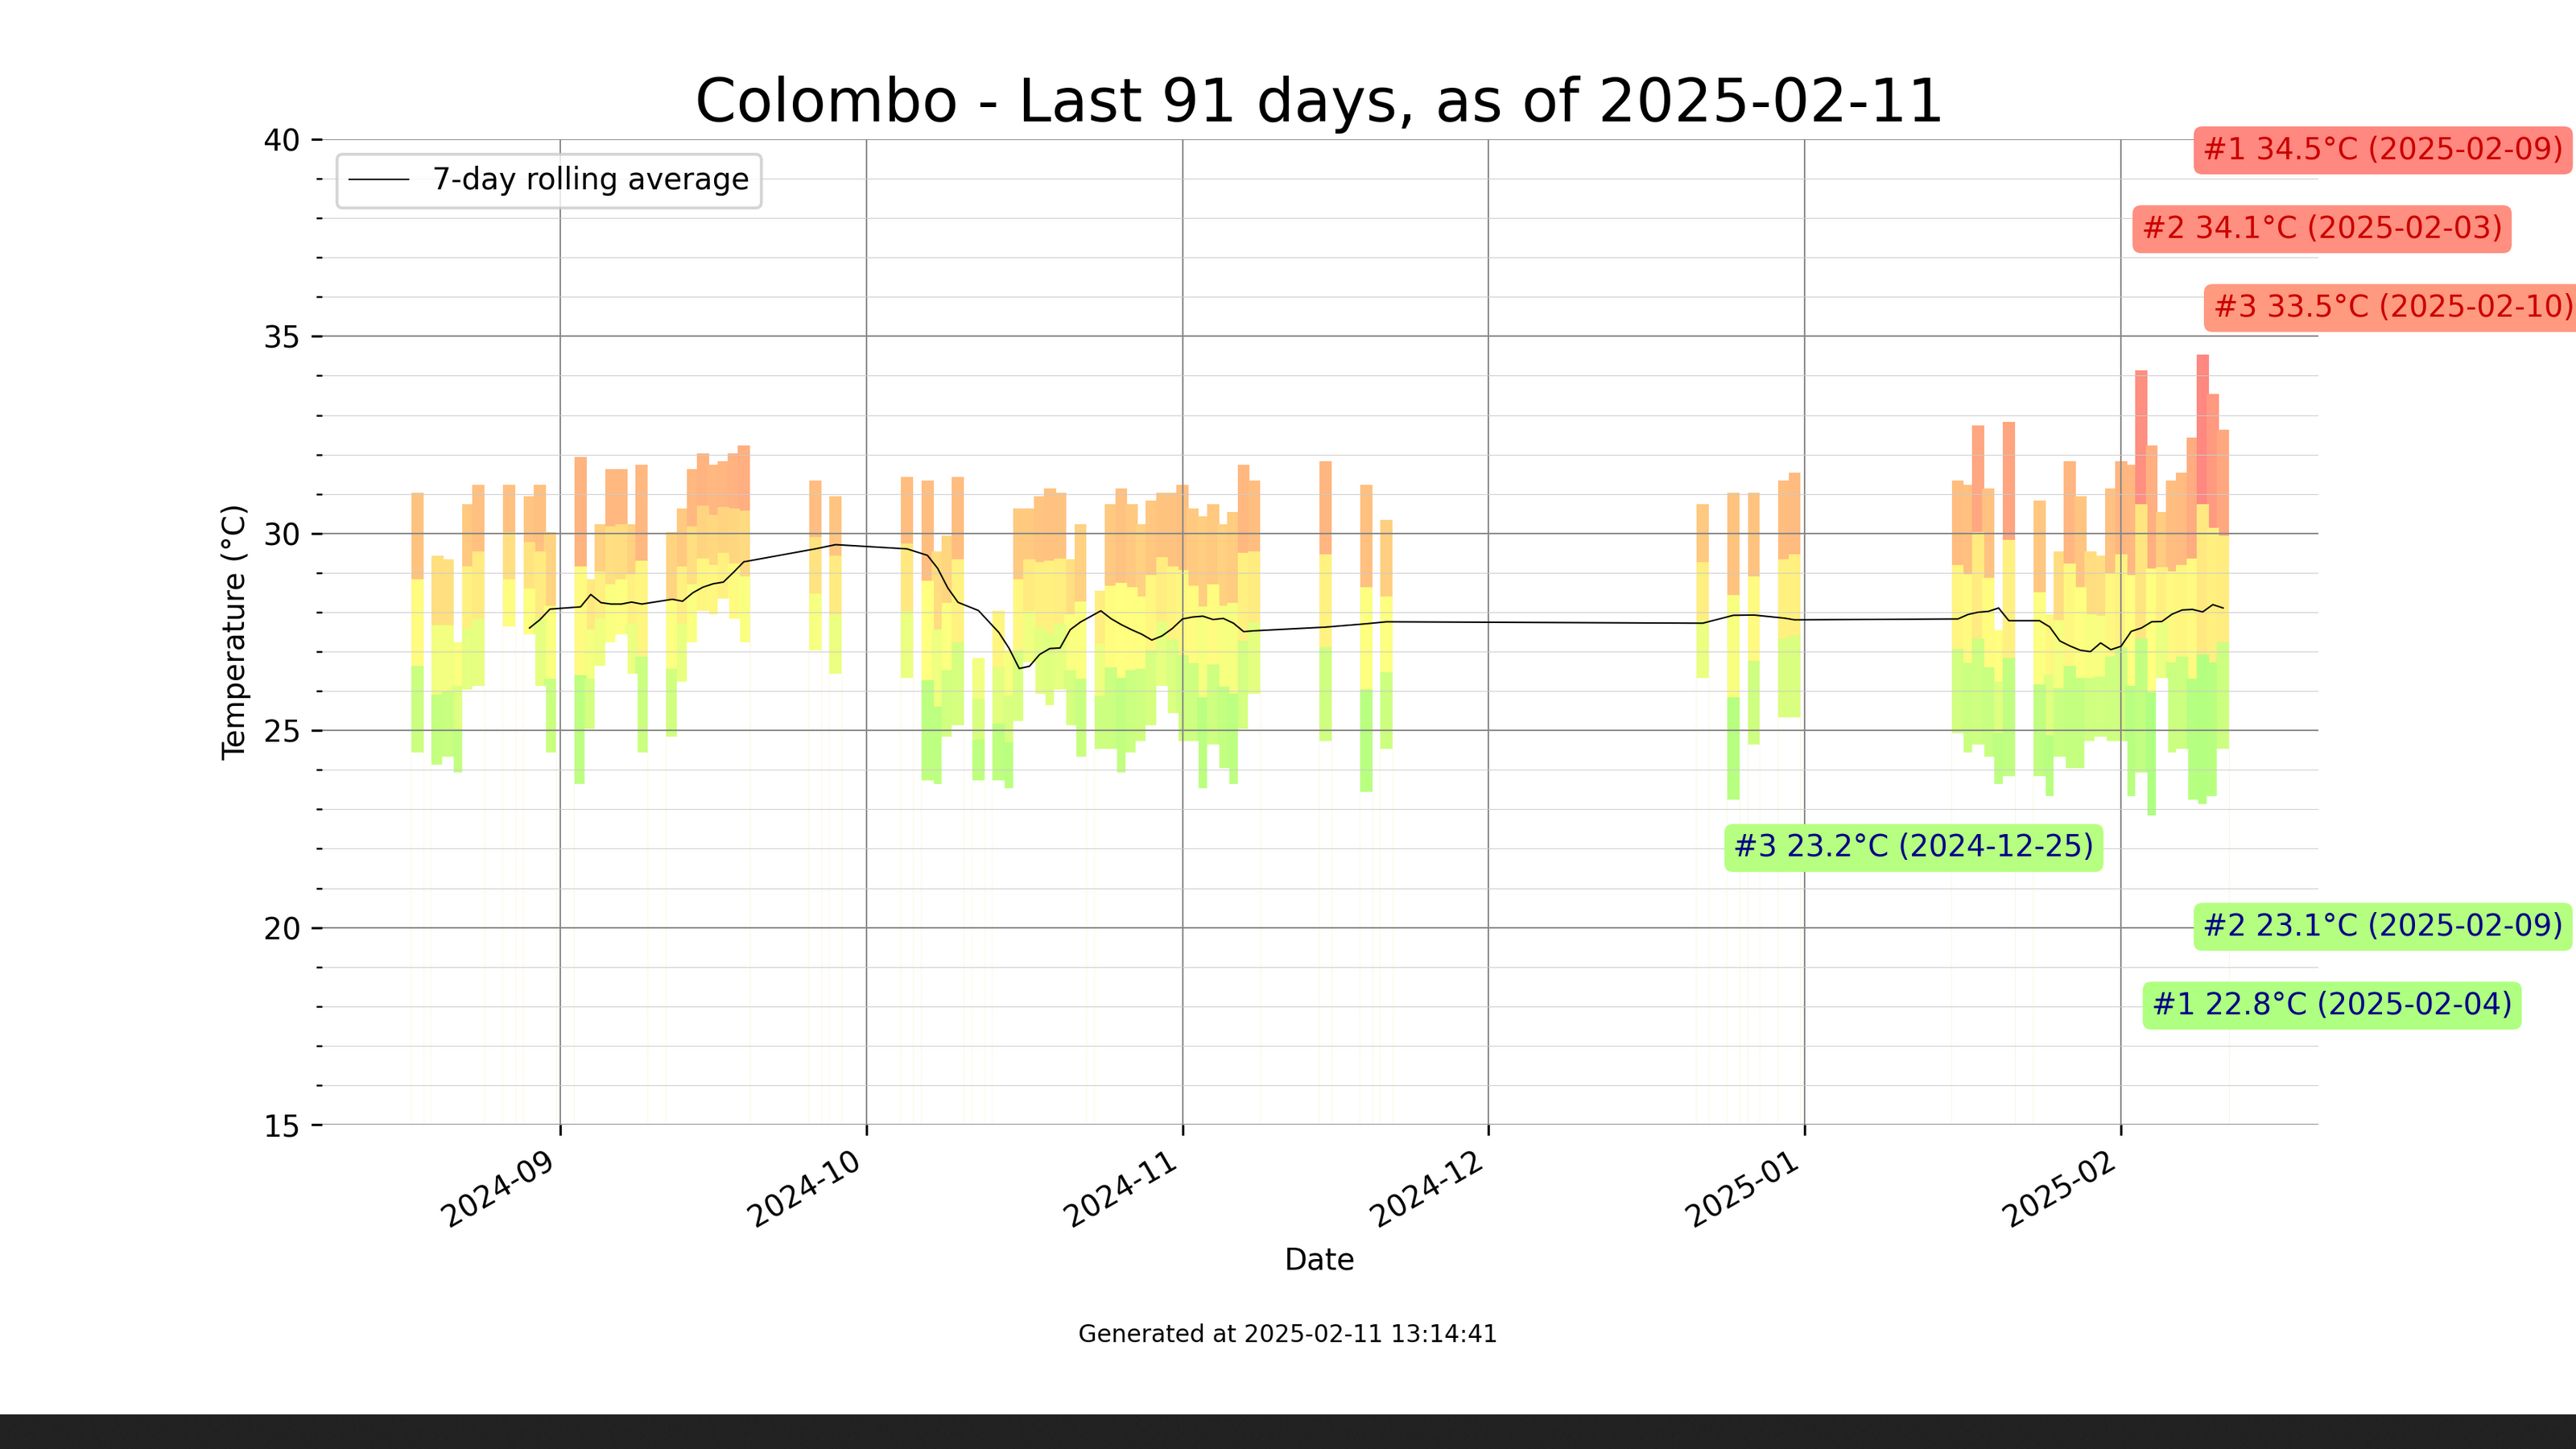 Colombo - Last 91 days, as of 2025-02-11
40
#1 34.5°C (2025-02-09)
7-day rolling average
#2 34.1°C (2025-02-03)
#3 33.5°C (2025-02-10)
35
30
Temperature (°C)
25
#3 23.2°C (2024-12-25)
20
#2 23.1°C (2025-02-09)
#1 22.8°C (2025-02-04)
15
2024-09
2024-10
2024-11
2024-12
2025-01
2025-02
Date
Generated at 2025-02-11 13:14:41